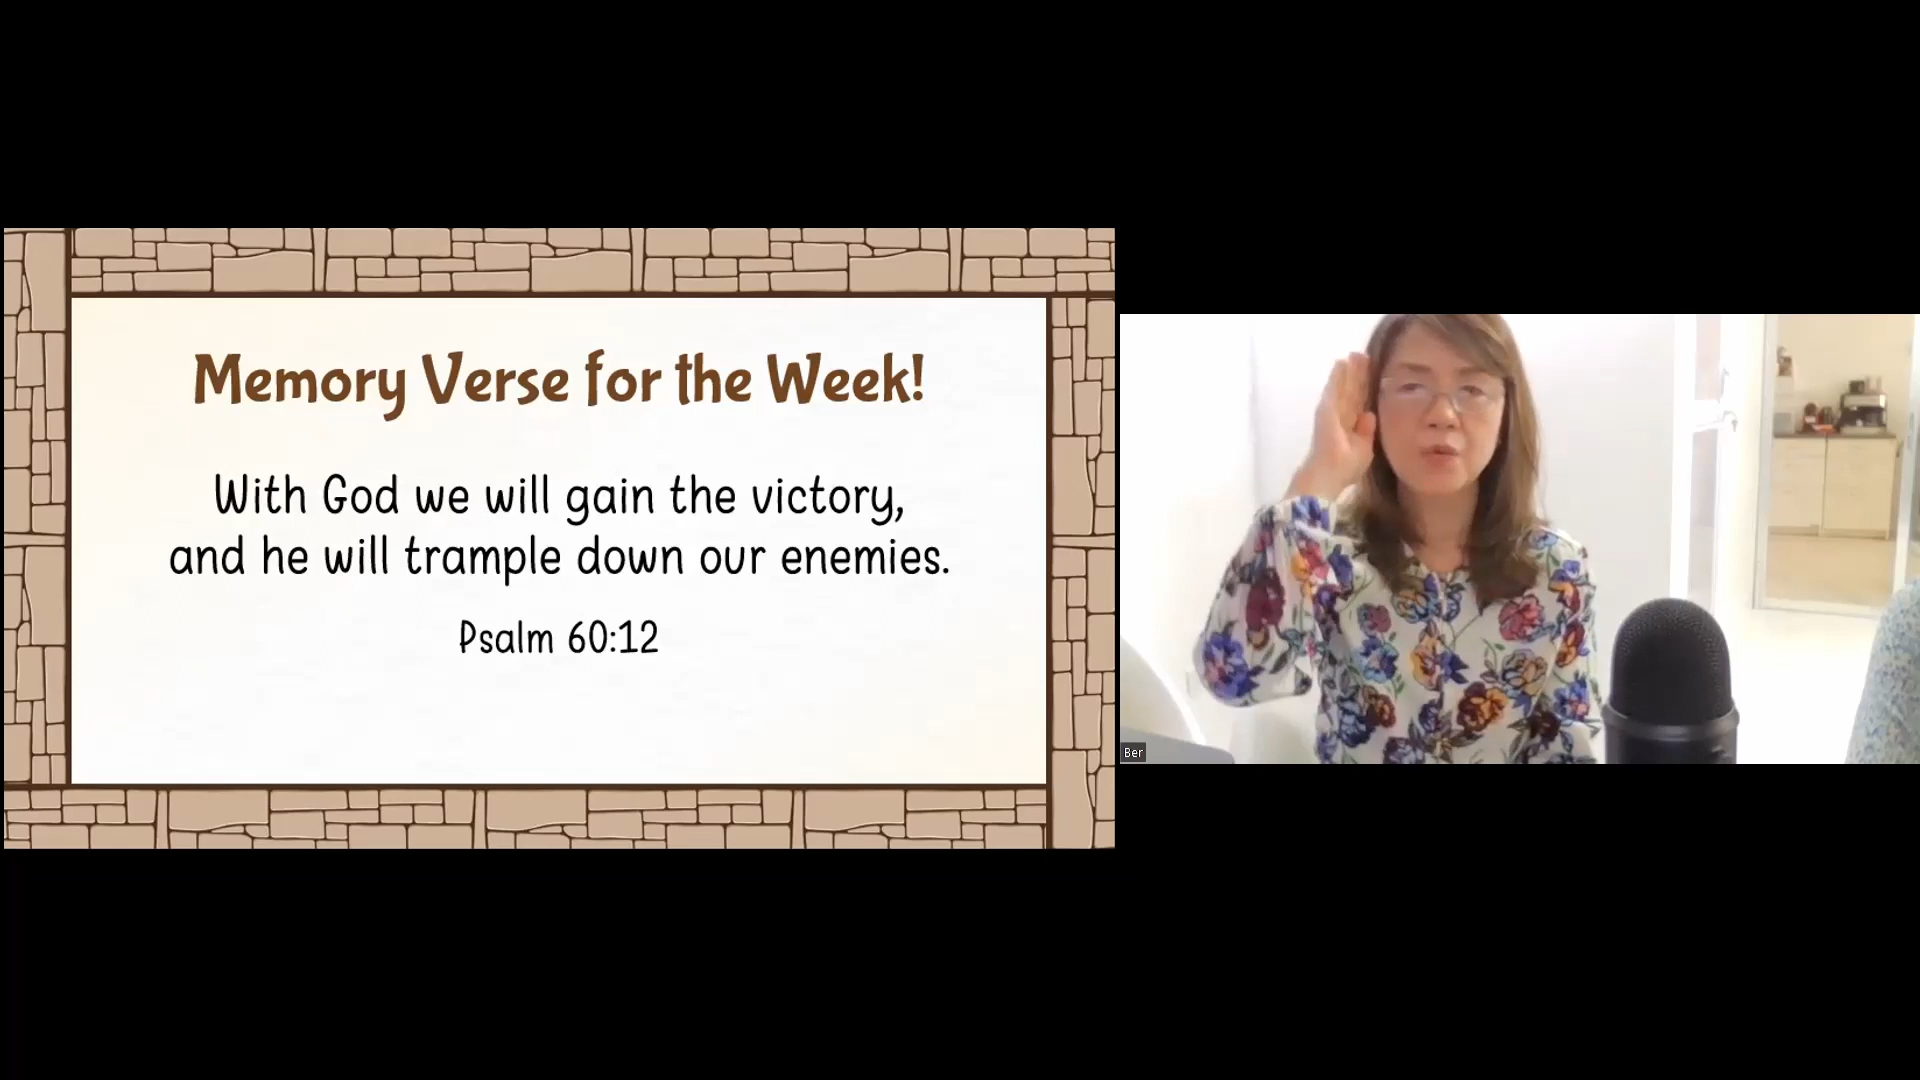 Memory Verse for the Week!
With God we will gain the victory,
and he will trample down our enemies.
Psalm 60:12
Ber